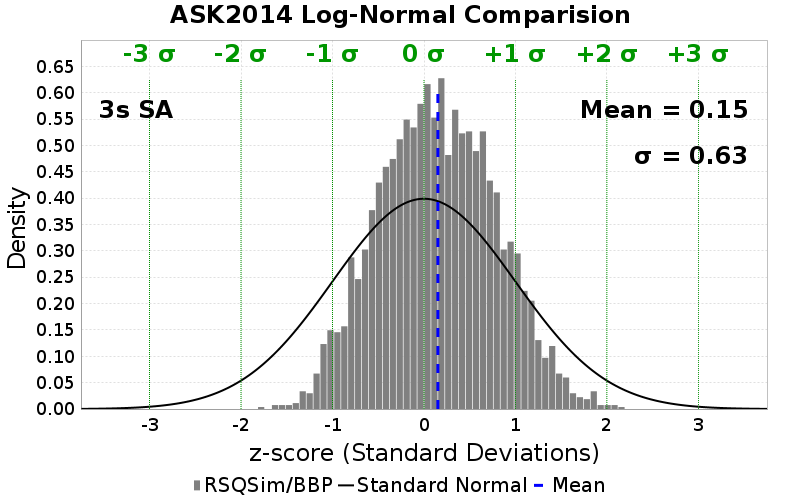 ASK2014 Log-Normal Comparision
-3 σ -2 σ -1 σ 0 σ +1 σ +2 σ +3 σ
3s SA
Mean = 0.15
σ = 0.63
Density
0.65
0.60
0.55
0.50
0.45
0.40
0.35
0.30
0.25
0.20
0.15
0.10
0.05
0.00
-3 -2 -1 0 1 2 3
z-score (Standard Deviations)
RSQSim/BBP Standard Normal Mean